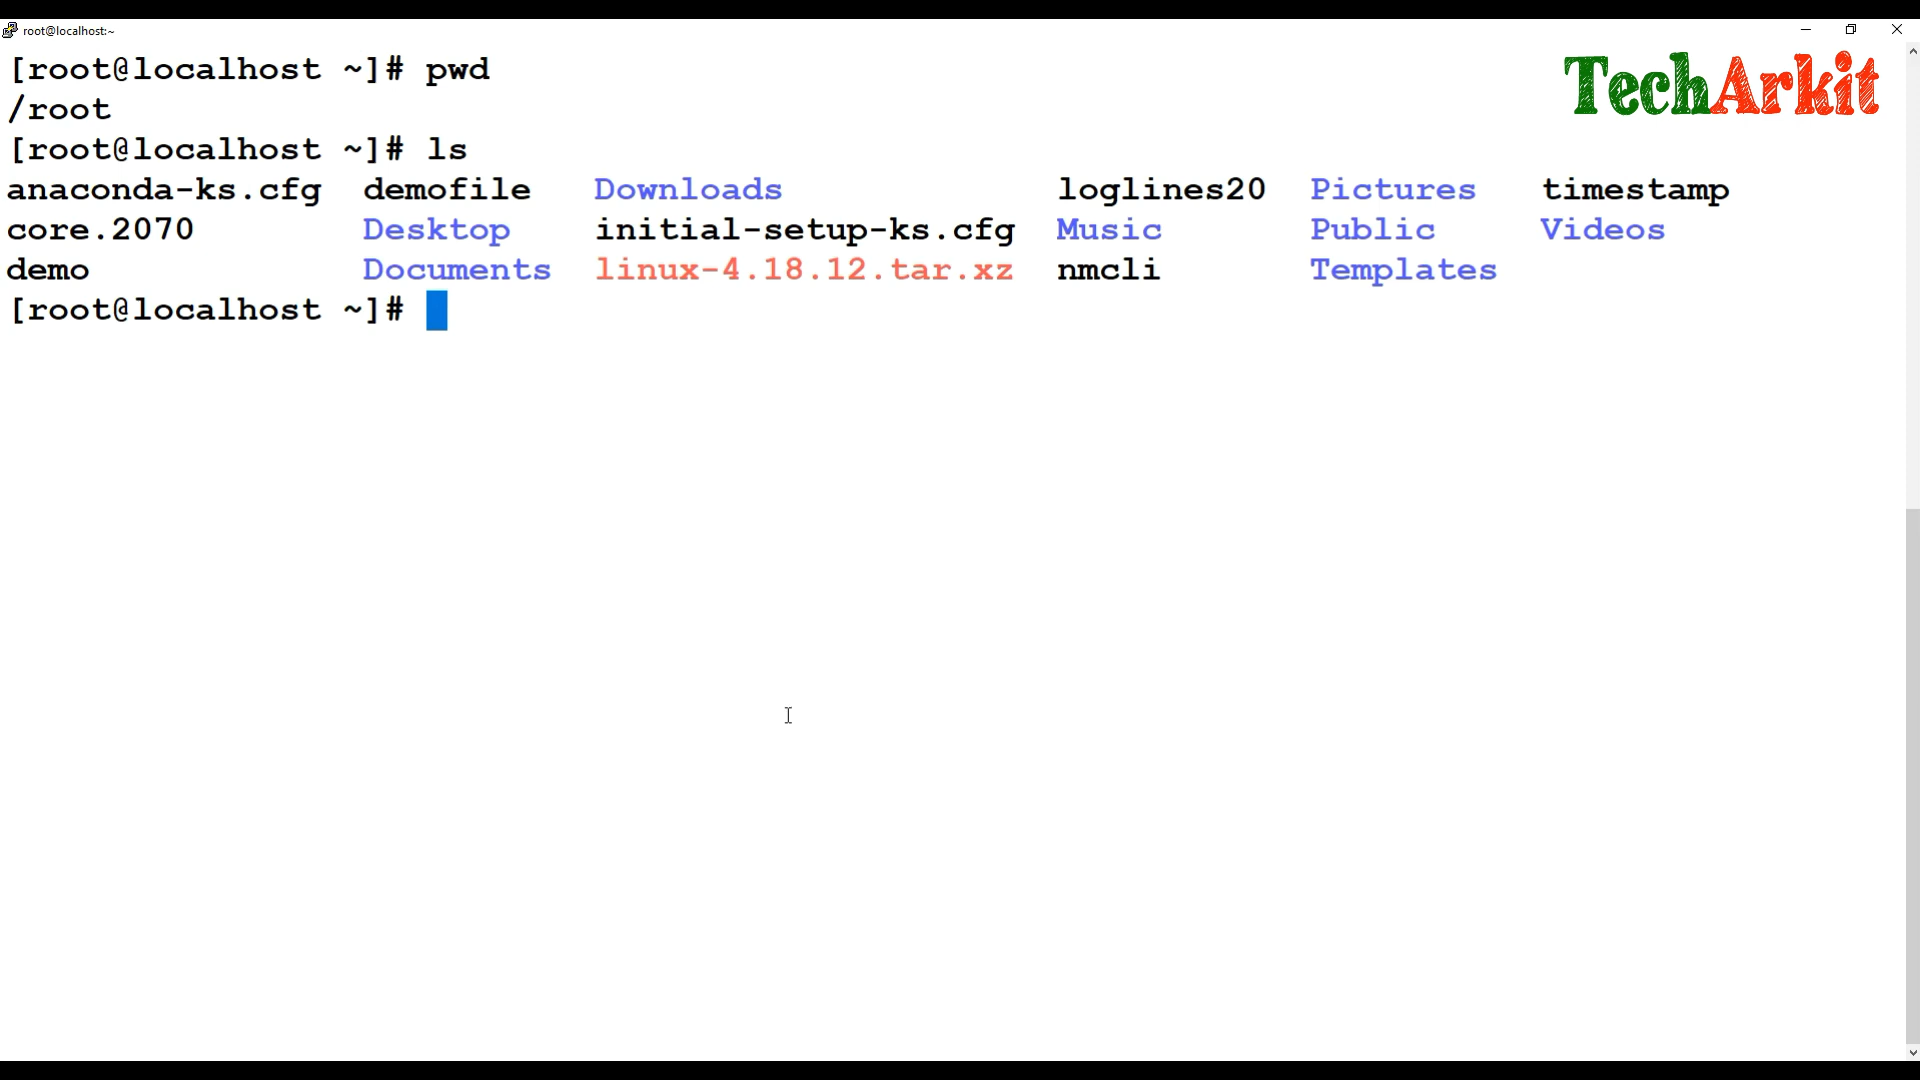 root@localhost:~
TechArkit
[root@localhost ~]# pwd
/root
[root@localhost ~]# ls
anaconda-ks.cfg  demofile   Downloads            loglines20  Pictures   timestamp
core.2070        Desktop    initial-setup-ks.cfg  Music       Public     Videos
demo             Documents  linux-4.18.12.tar.xz  nmcli       Templates
[root@localhost ~]#